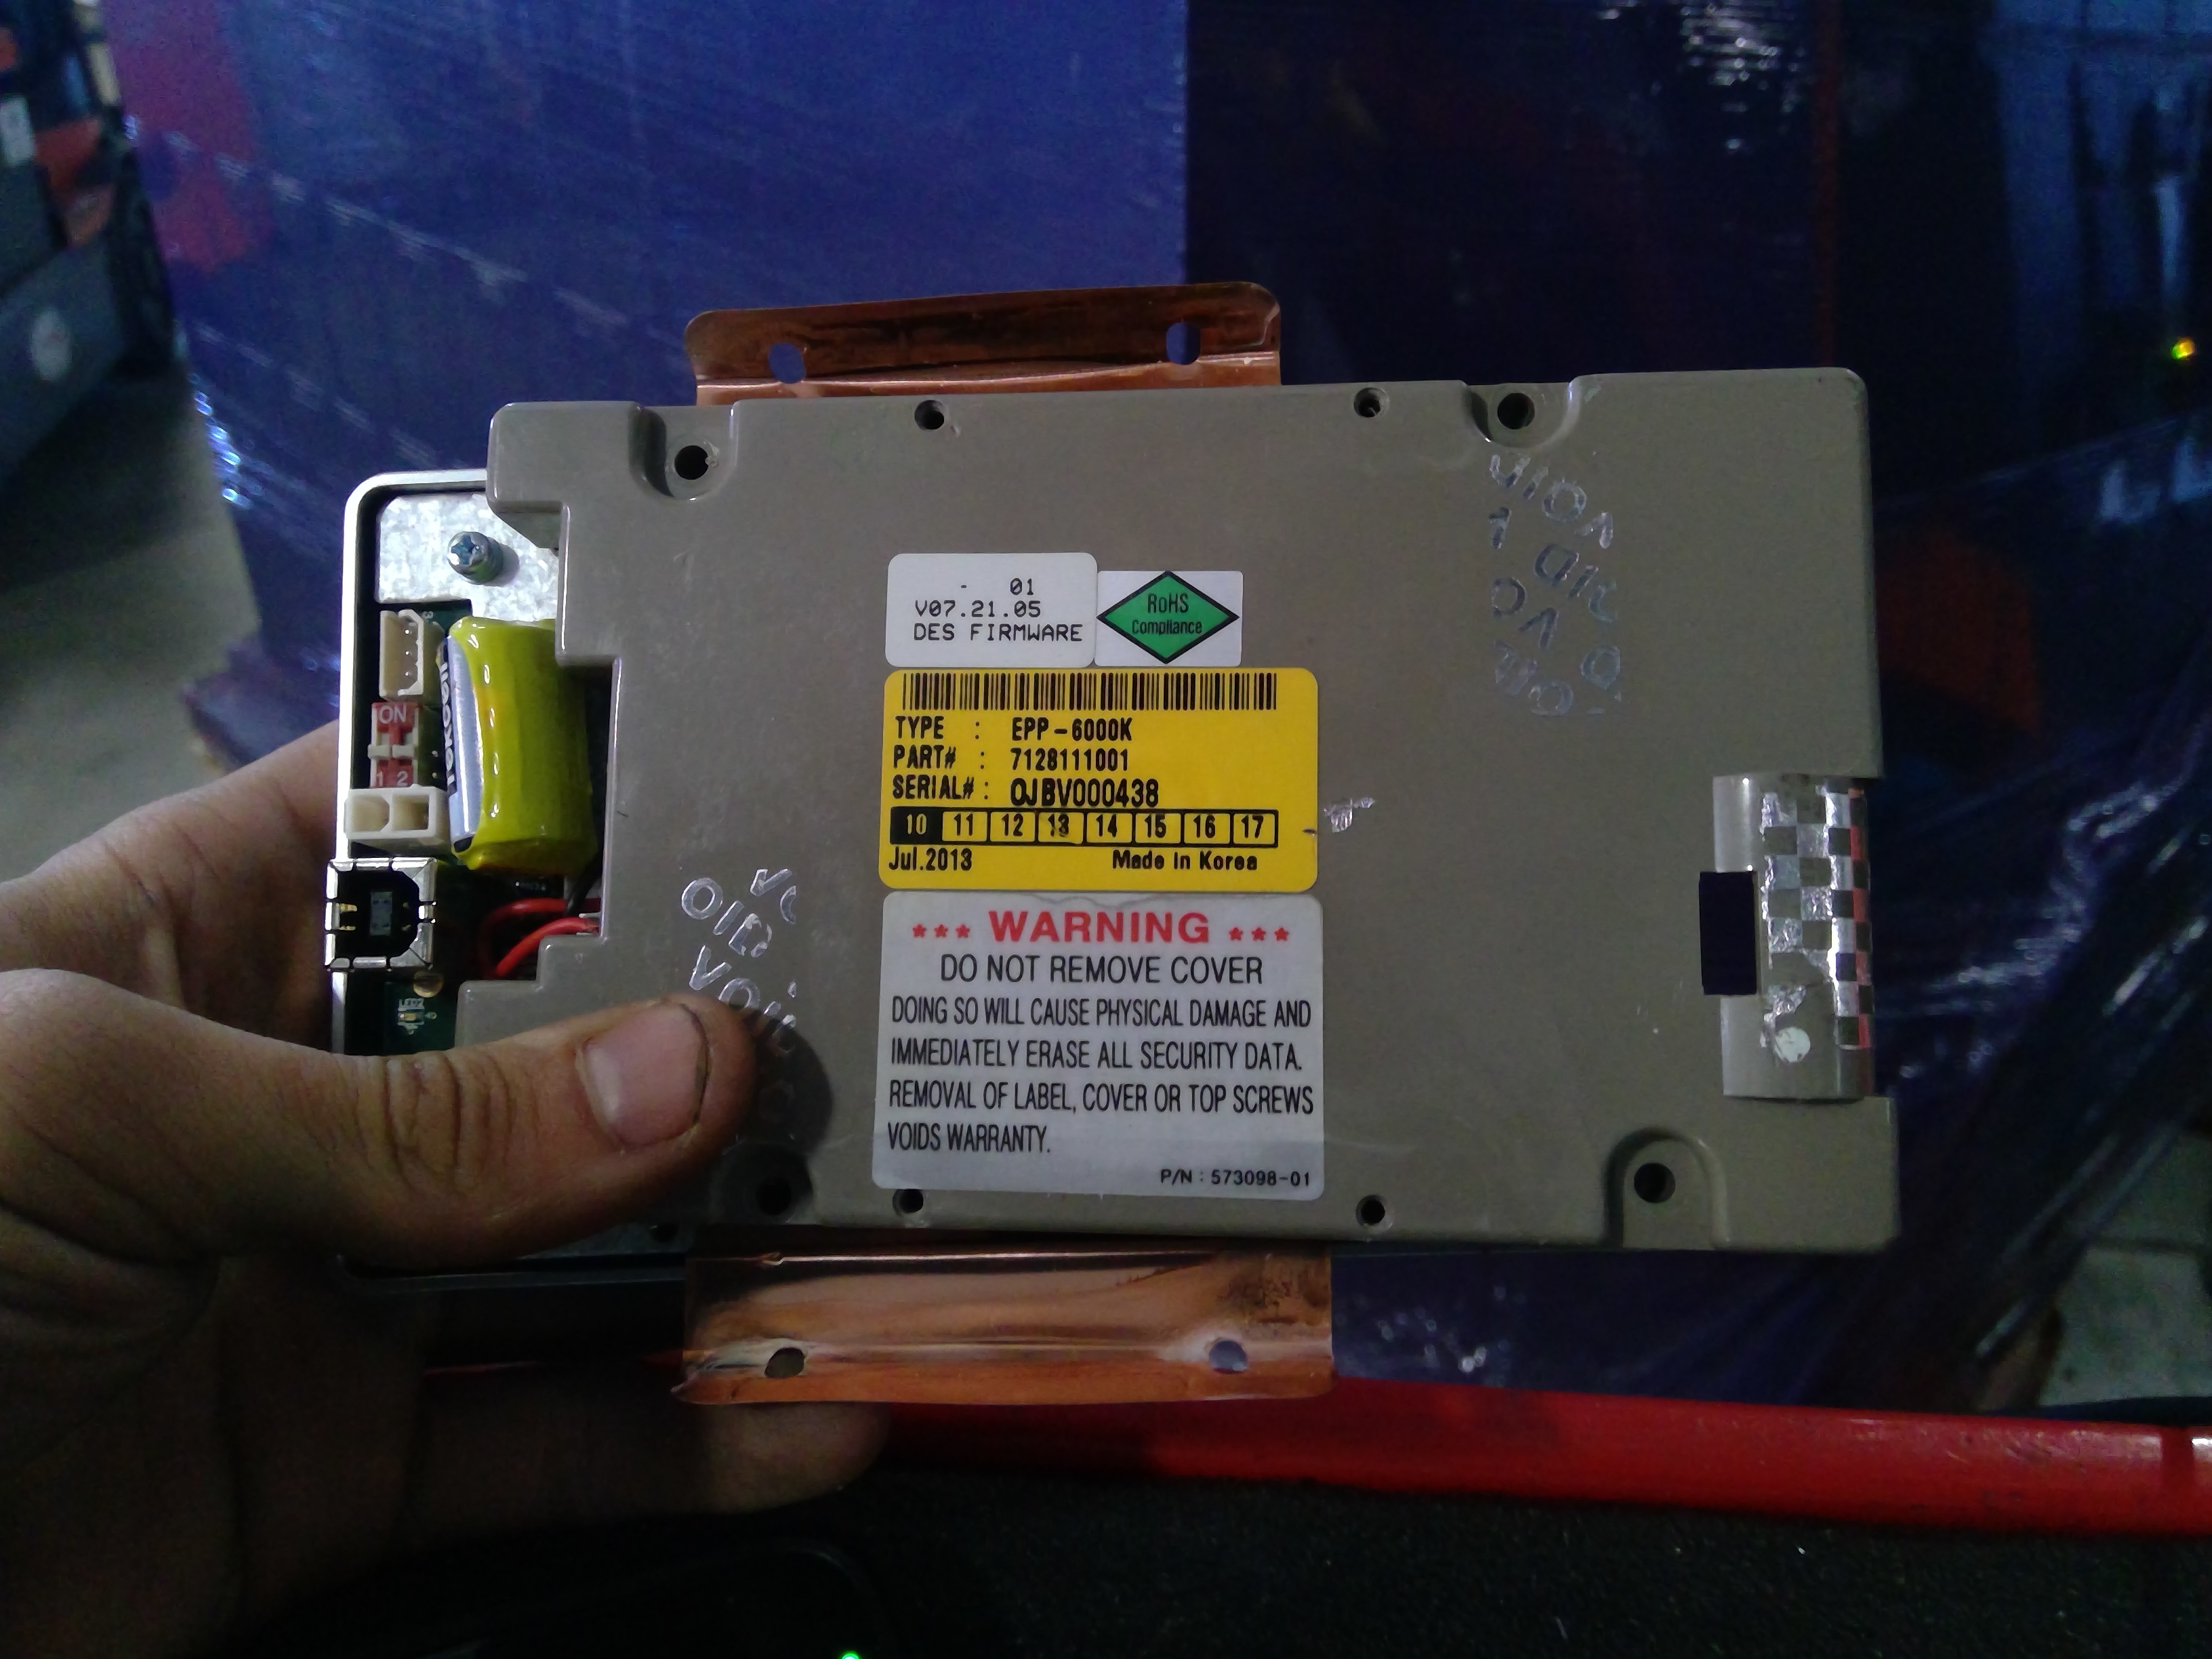 - 01
V07.21.05
DES FIRMWARE
RoHS
Compliance
TYPE : EPP-6000K
PART# : 7128111001
SERIAL# : OJBV000438
10 11 12 13 14 15 16 17
Jul.2013 Made in Korea
*** WARNING ***
DO NOT REMOVE COVER
DOING SO WILL CAUSE PHYSICAL DAMAGE AND
IMMEDIATELY ERASE ALL SECURITY DATA.
REMOVAL OF LABEL, COVER OR TOP SCREWS
VOIDS WARRANTY.
P/N : 573098-01
ON
1 2